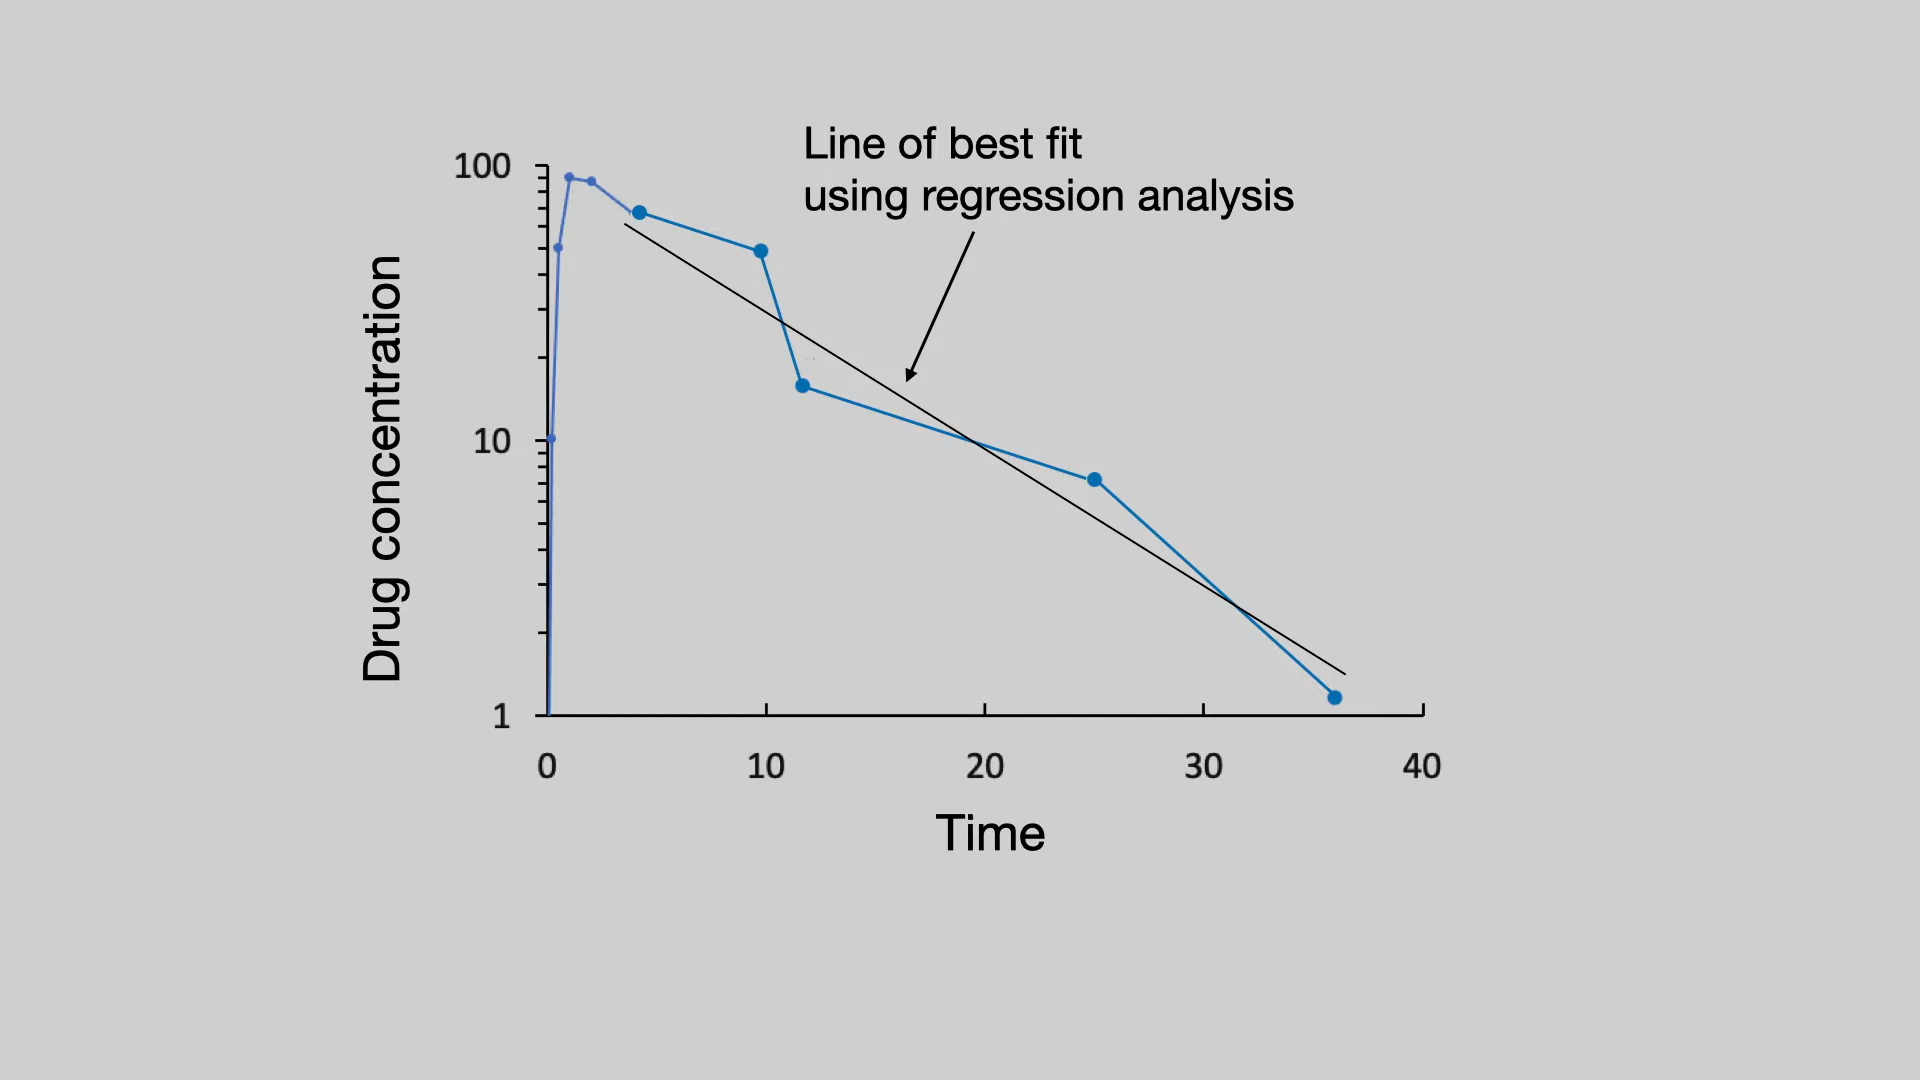 Line of best fit
using regression analysis
100
10
1
Drug concentration
0 10 20 30 40
Time